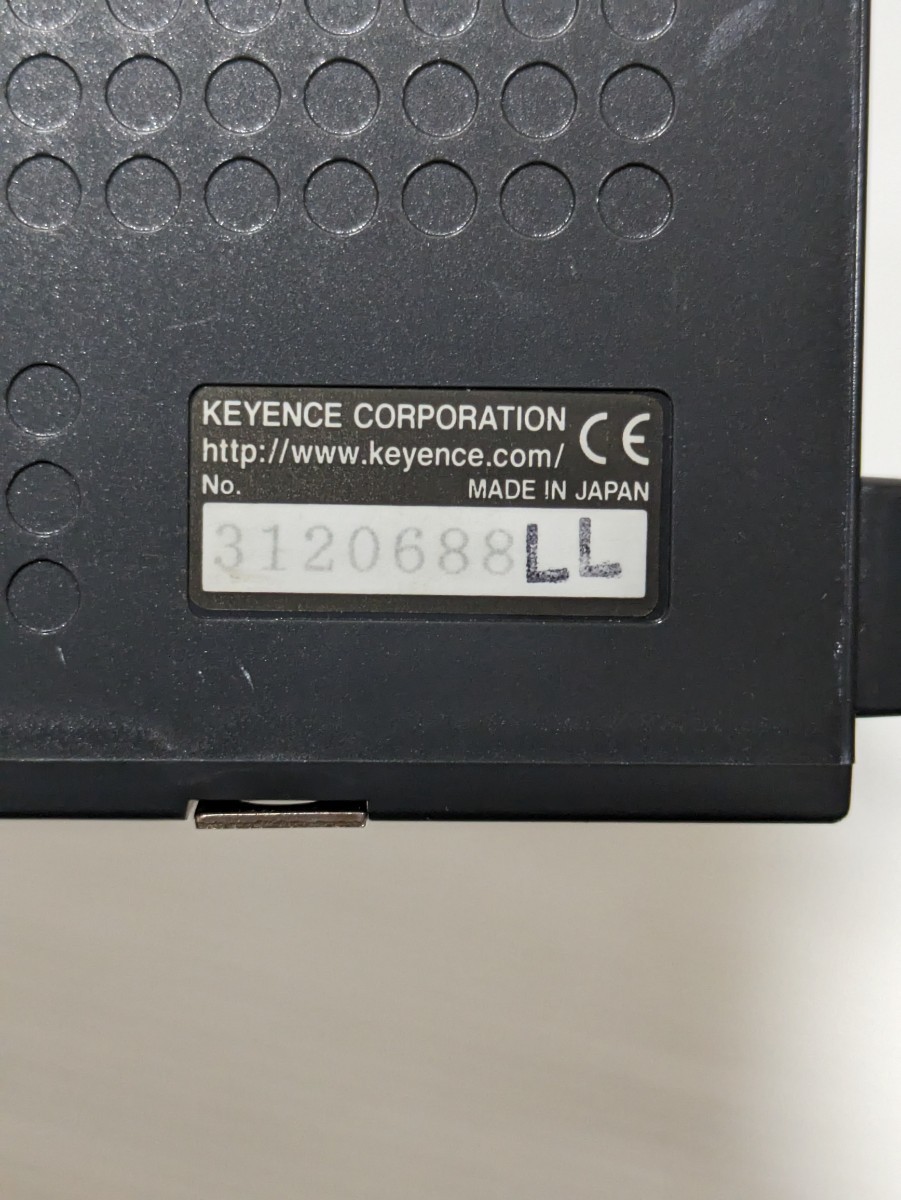 KEYENCE CORPORATION
http://www.keyence.com/ CE
No. MADE IN JAPAN
3120688LL